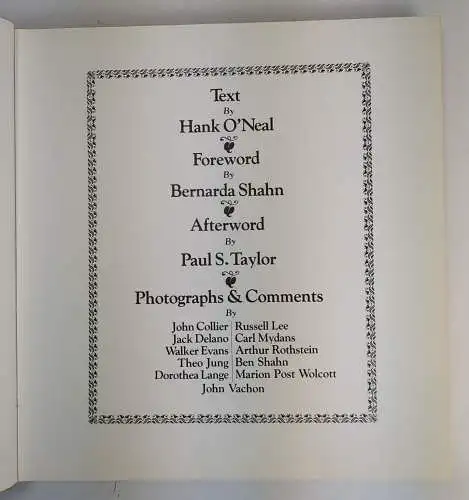 Text
By
Hank O'Neal
Foreword
By
Bernarda Shahn
Afterword
By
Paul S. Taylor
Photographs & Comments
By
John Collier
Jack Delano
Walker Evans
Theo Jung
Dorothea Lange
Russell Lee
Carl Mydans
Arthur Rothstein
Ben Shahn
Marion Post Wolcott
John Vachon